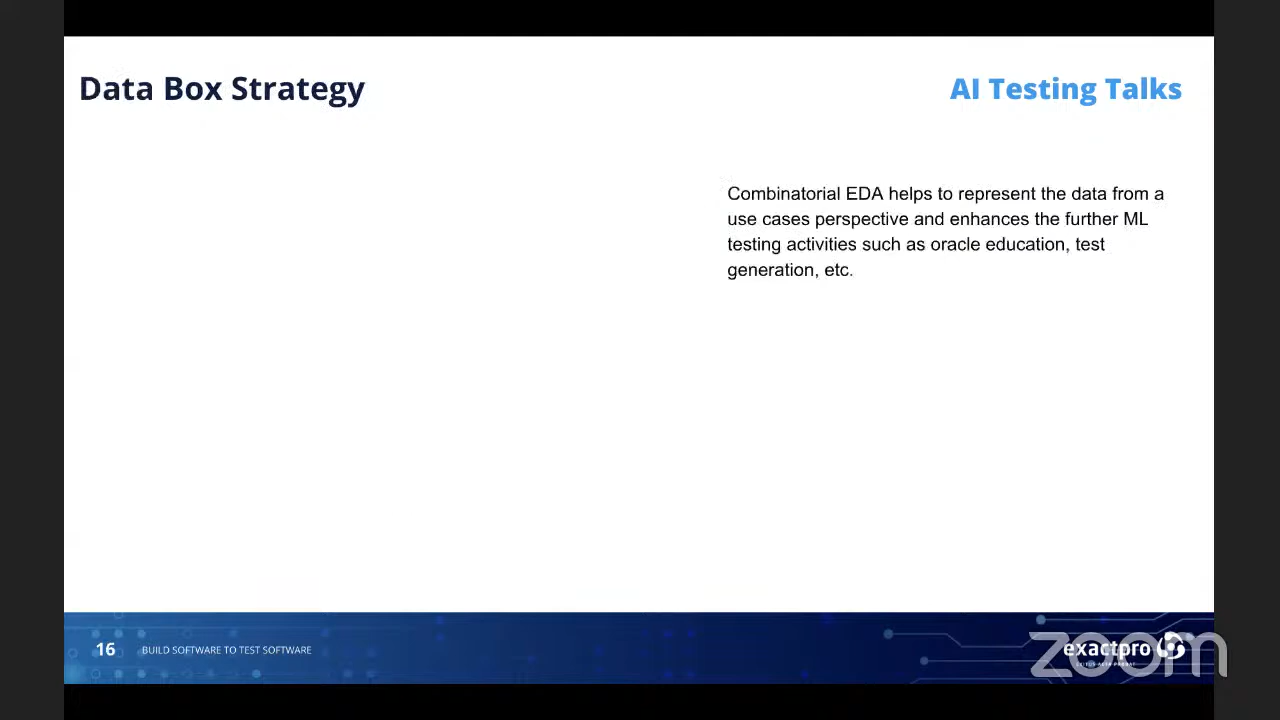 Data Box Strategy
AI Testing Talks
Combinatorial EDA helps to represent the data from a
use cases perspective and enhances the further ML
testing activities such as oracle education, test
generation, etc.
16
BUILD SOFTWARE TO TEST SOFTWARE
exactpro
zoom